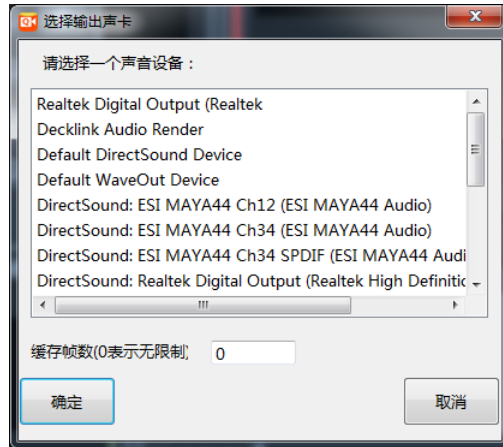 选择输出声卡
请选择一个声音设备：
Realtek Digital Output (Realtek
Decklink Audio Render
Default DirectSound Device
Default WaveOut Device
DirectSound: ESI MAYA44 Ch12 (ESI MAYA44 Audio)
DirectSound: ESI MAYA44 Ch34 (ESI MAYA44 Audio)
DirectSound: ESI MAYA44 Ch34 SPDIF (ESI MAYA44 Audi
DirectSound: Realtek Digital Output (Realtek High Definitic
缓存帧数(0表示无限制) 0
确定 取消